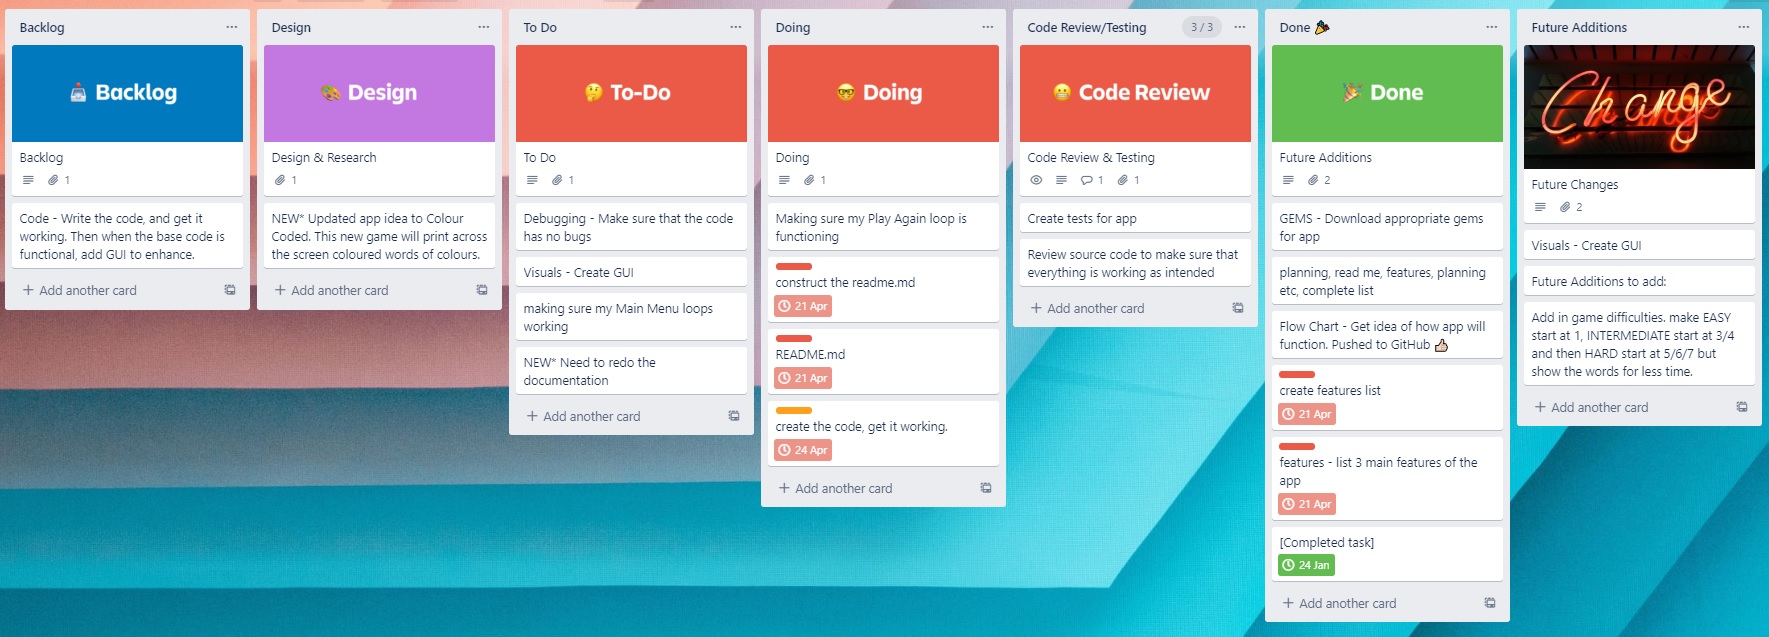 Backlog
Backlog
Backlog
1
Code - Write the code, and get it
working. Then when the base code is
functional, add GUI to enhance.
+ Add another card
Design
Design
Design & Research
1
NEW* Updated app idea to Colour
Coded. This new game will print across
the screen coloured words of colours.
+ Add another card
To Do
To-Do
To Do
1
Debugging - Make sure that the code
has no bugs
Visuals - Create GUI
making sure my Main Menu loops
working
NEW* Need to redo the
documentation
+ Add another card
Doing
Doing
Doing
1
Making sure my Play Again loop is
functioning
construct the readme.md
21 Apr
README.md
21 Apr
create the code, get it working.
24 Apr
+ Add another card
Code Review/Testing
3 / 3
Code Review
Code Review & Testing
1 1
Create tests for app
Review source code to make sure that
everything is working as intended
+ Add another card
Done
Done
Future Additions
2
GEMS - Download appropriate gems
for app
planning, read me, features, planning
etc, complete list
Flow Chart - Get idea of how app will
function. Pushed to GitHub 👍
create features list
21 Apr
features - list 3 main features of the
app
21 Apr
[Completed task]
24 Jan
+ Add another card
Future Additions
Change
Future Changes
2
Visuals - Create GUI
Future Additions to add:
Add in game difficulties. make EASY
start at 1, INTERMEDIATE start at 3/4
and then HARD start at 5/6/7 but
show the words for less time.
+ Add another card